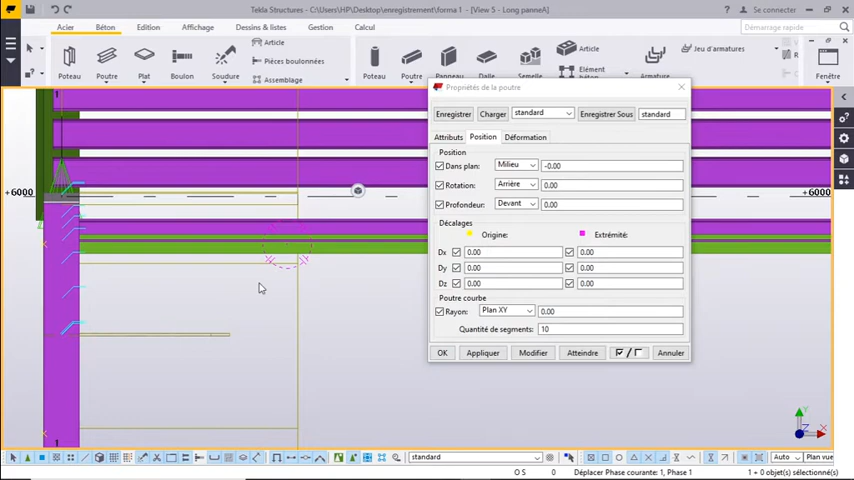 Tekla Structures - C:\Users\HP\Desktop\enregistrement\forma 1 - [View 5 - Long panneA]
Se connecter
Acier Béton Edition Affichage Dessins & listes Gestion Calcul
Démarrage rapide
Poteau Poutre Plat Boulon Soudure
Article
Pièces boulonnées
Assemblage
Poteau Poutre Panneau Dalle Semelle
Article
Élément béton
Armature
Jeu d'armatures
Fenêtre
Propriétés de la poutre
Enregistrer Charger standard Enregistrer Sous standard
Attributs Position Déformation
Position
Dans plan: Milieu -0.00
Rotation: Arrière 0.00
Profondeur: Devant 0.00
Décalages
Origine: Extrémité:
Dx 0.00 0.00
Dy 0.00 0.00
Dz 0.00 0.00
Poutre courbe
Rayon: Plan XY 0.00
Quantité de segments: 10
OK Appliquer Modifier Atteindre Annuler
1
+6000 +6000
1
Y
Z
X
standard
Auto Plan vue
O S 0 Déplacer Phase courante: 1, Phase 1 1 + 0 objet(s) sélectionné(s)